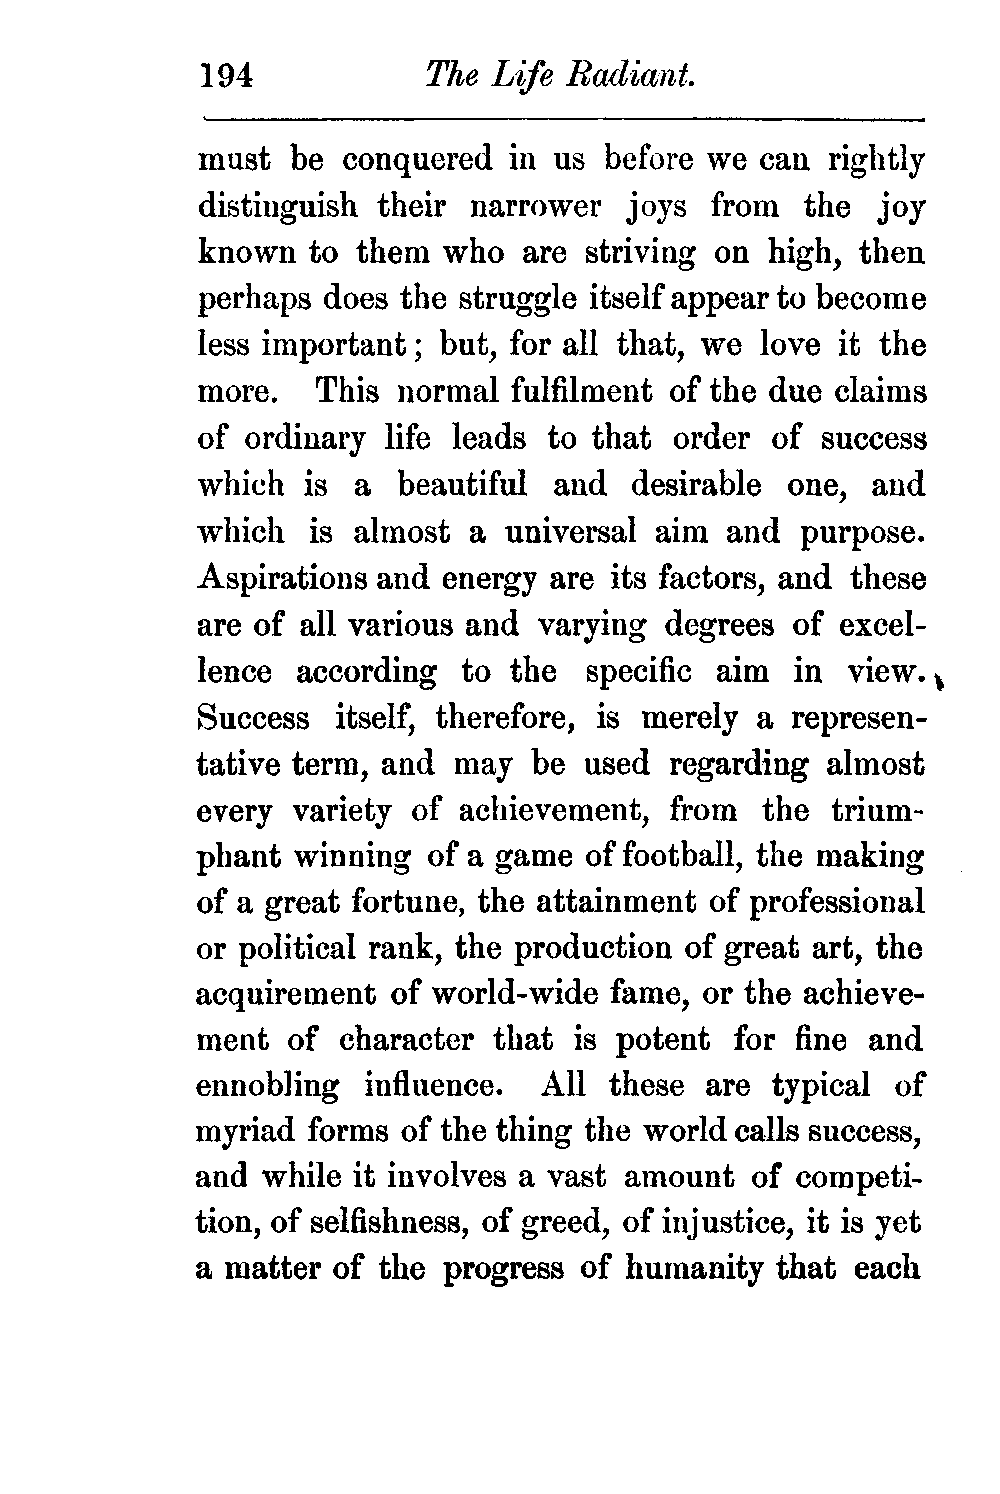 194 The Life Radiant.
must be conquered in us before we can rightly
distinguish their narrower joys from the joy
known to them who are striving on high, then
perhaps does the struggle itself appear to become
less important; but, for all that, we love it the
more. This normal fulfilment of the due claims
of ordinary life leads to that order of success
which is a beautiful and desirable one, and
which is almost a universal aim and purpose.
Aspirations and energy are its factors, and these
are of all various and varying degrees of excel-
lence according to the specific aim in view.
Success itself, therefore, is merely a represen-
tative term, and may be used regarding almost
every variety of achievement, from the trium-
phant winning of a game of football, the making
of a great fortune, the attainment of professional
or political rank, the production of great art, the
acquirement of world-wide fame, or the achieve-
ment of character that is potent for fine and
ennobling influence. All these are typical of
myriad forms of the thing the world calls success,
and while it involves a vast amount of competi-
tion, of selfishness, of greed, of injustice, it is yet
a matter of the progress of humanity that each